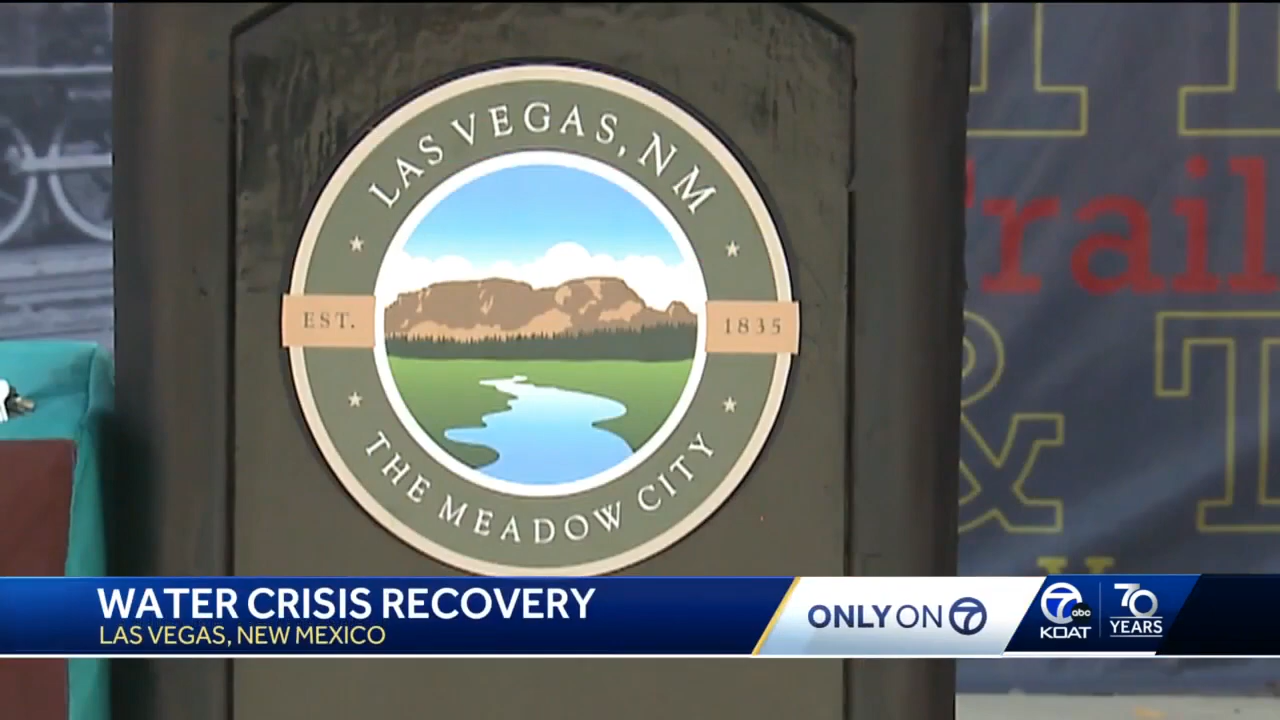 LAS VEGAS, NM
EST.
1835
THE MEADOW CITY
rail
&
WATER CRISIS RECOVERY
LAS VEGAS, NEW MEXICO
ONLY ON 7
7 abc
KOAT
70
YEARS